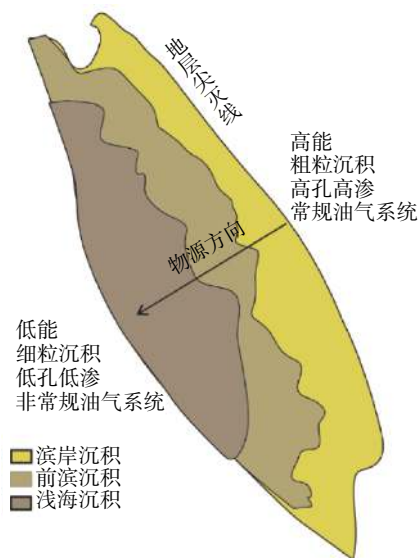 地层尖灭线
高能
粗粒沉积
高孔高渗
常规油气系统
物源方向
低能
细粒沉积
低孔低渗
非常规油气系统
滨岸沉积
前滨沉积
浅海沉积